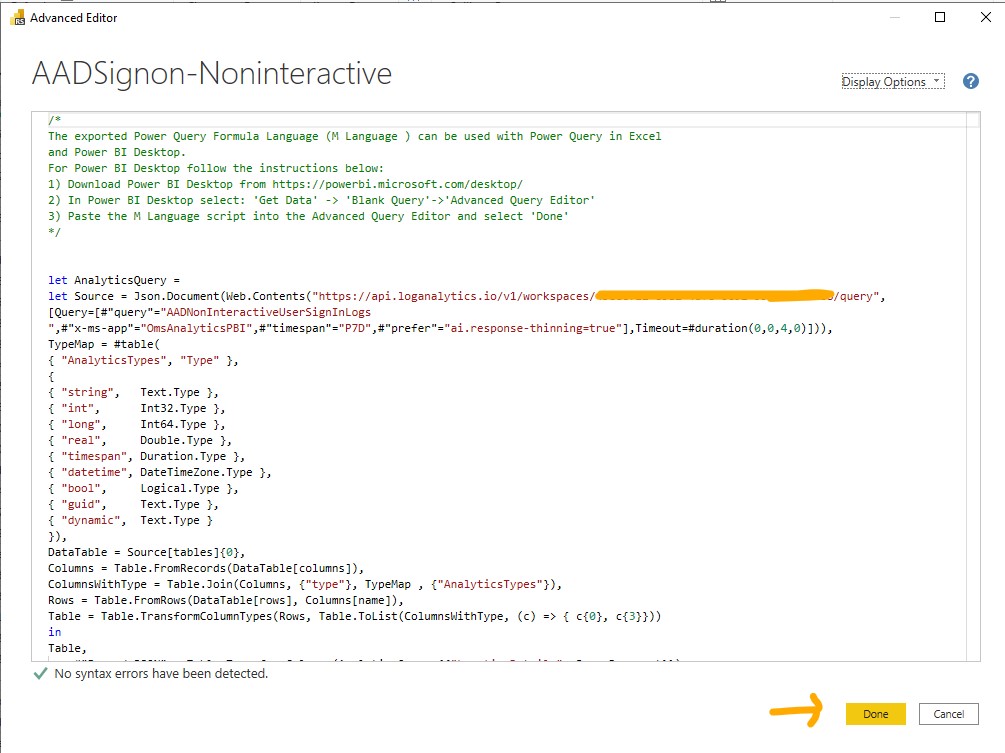 Advanced Editor
AADSignon-Noninteractive
Display Options
?
/*
The exported Power Query Formula Language (M Language ) can be used with Power Query in Excel
and Power BI Desktop.
For Power BI Desktop follow the instructions below:
1) Download Power BI Desktop from https://powerbi.microsoft.com/desktop/
2) In Power BI Desktop select: 'Get Data' -> 'Blank Query'->'Advanced Query Editor'
3) Paste the M Language script into the Advanced Query Editor and select 'Done'
*/
let AnalyticsQuery =
let Source = Json.Document(Web.Contents("https://api.loganalytics.io/v1/workspaces/ /query",
[Query=[#"query"="AADNonInteractiveUserSignInLogs
",#"x-ms-app"="OmsAnalyticsPBI",#"timespan"="P7D",#"prefer"="ai.response-thinning=true"],Timeout=#duration(0,0,4,0)])),
TypeMap = #table(
{ "AnalyticsTypes", "Type" },
{
{ "string", Text.Type },
{ "int", Int32.Type },
{ "long", Int64.Type },
{ "real", Double.Type },
{ "timespan", Duration.Type },
{ "datetime", DateTimeZone.Type },
{ "bool", Logical.Type },
{ "guid", Text.Type },
{ "dynamic", Text.Type }
}),
DataTable = Source[tables]{0},
Columns = Table.FromRecords(DataTable[columns]),
ColumnsWithType = Table.Join(Columns, {"type"}, TypeMap , {"AnalyticsTypes"}),
Rows = Table.FromRows(DataTable[rows], Columns[name]),
Table = Table.TransformColumnTypes(Rows, Table.ToList(ColumnsWithType, (c) => { c{0}, c{3}}))
in
Table,
No syntax errors have been detected.
Done
Cancel